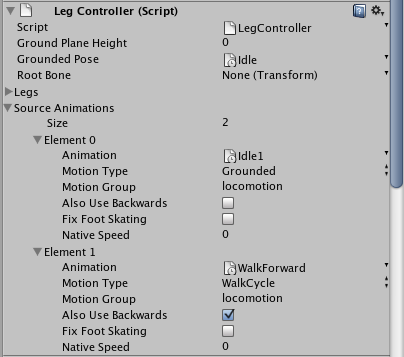 Leg Controller (Script)
Script LegController
Ground Plane Height 0
Grounded Pose Idle
Root Bone None (Transform)
Legs
Source Animations
Size 2
Element 0
Animation Idle1
Motion Type Grounded
Motion Group locomotion
Also Use Backwards
Fix Foot Skating
Native Speed 0
Element 1
Animation WalkForward
Motion Type WalkCycle
Motion Group locomotion
Also Use Backwards
Fix Foot Skating
Native Speed 0